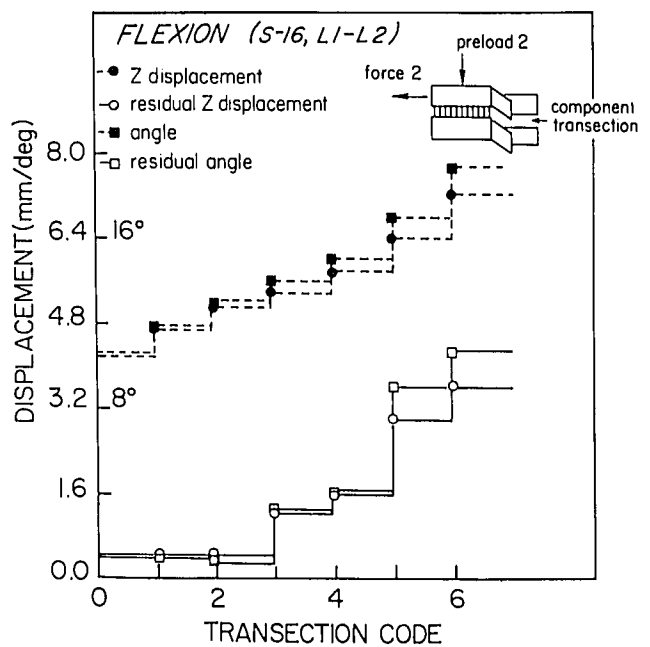 FLEXION (S-16, L1-L2)
preload 2
force 2
component
transection
Z displacement
residual Z displacement
angle
residual angle
DISPLACEMENT (mm/deg)
8.0
6.4
16°
4.8
3.2
8°
1.6
0.0
0
2
4
6
TRANSECTION CODE